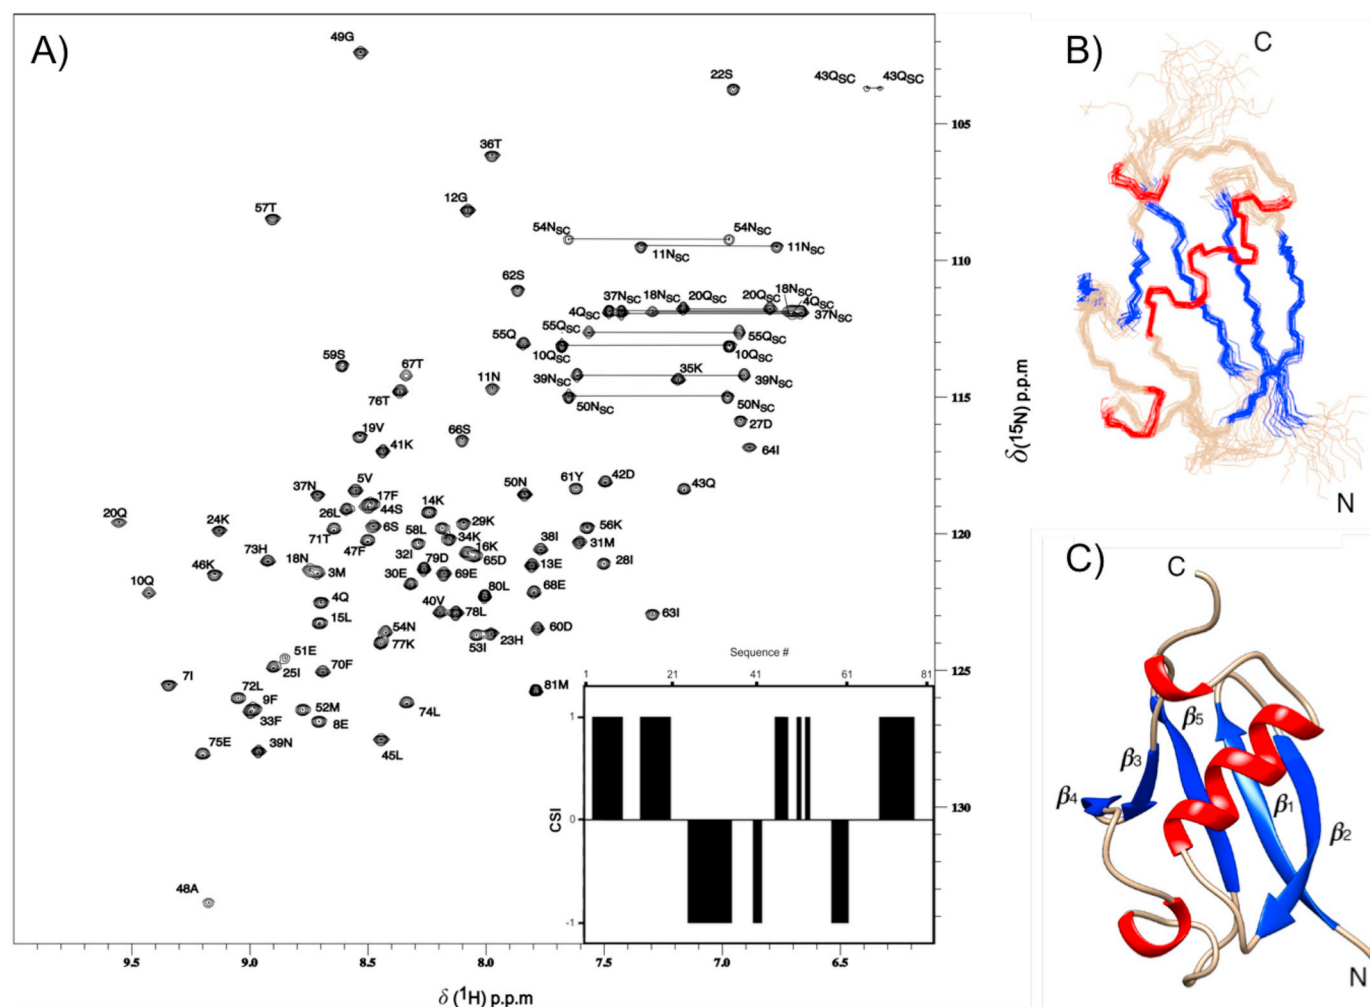 A)
49G
22S
43QSC
43QSC
36T
12G
57T
54NSC
54NSC
11NSC
11NSC
62S
37NSC
18NSC
20QSC
20QSC
18NSC
4QSC
4QSC
37NSC
55Q
55QSC
55QSC
10QSC
10QSC
59S
67T
11N
39NSC
35K
39NSC
76T
50NSC
50NSC
27D
19V
41K
66S
64I
37N
5V
17F
44S
26L
14K
50N
61Y
42D
43Q
20Q
24K
71T
6S
58L
29K
34K
56K
73H
47F
32I
16K
65D
38I
31M
46K
18N
3M
79D
13E
28I
10Q
30E
69E
68E
4Q
80L
15L
40V
78L
63I
54N
77K
53I
23H
60D
51E
25I
70F
7I
81M
72L
9F
33F
52M
8E
74L
75E
39N
45L
48A
105
110
115
120
125
130
δ(15N) p.p.m
9.5
9.0
8.5
8.0
7.5
7.0
6.5
δ (1H) p.p.m
Sequence #
1
21
41
61
81
CSI
1
0
-1
B)
C
N
C)
C
β5
β3
β4
β1
β2
N